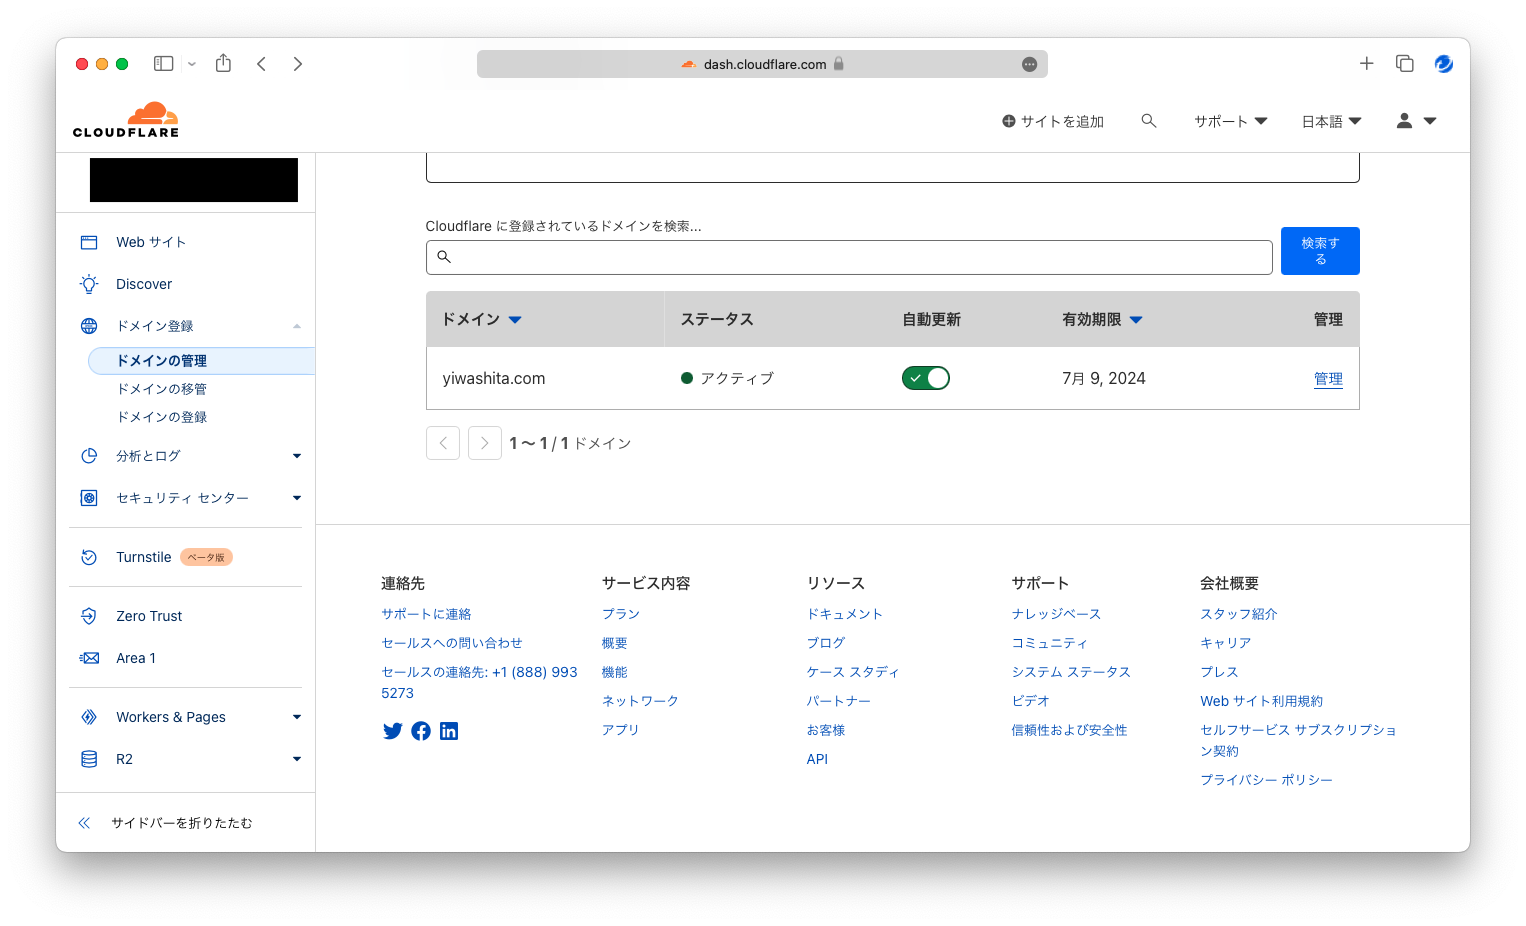 dash.cloudflare.com
CLOUDFLARE
サイトを追加
サポート
日本語
Web サイト
Discover
ドメイン登録
ドメインの管理
ドメインの移管
ドメインの登録
分析とログ
セキュリティ センター
Turnstile ベータ版
Zero Trust
Area 1
Workers & Pages
R2
サイドバーを折りたたむ
Cloudflare に登録されているドメインを検索...
検索す
る
ドメイン ステータス 自動更新 有効期限 管理
yiwashita.com アクティブ 7月 9, 2024 管理
1 〜 1 / 1 ドメイン
連絡先
サポートに連絡
セールスへの問い合わせ
セールスの連絡先: +1 (888) 993
5273
サービス内容
プラン
概要
機能
ネットワーク
アプリ
リソース
ドキュメント
ブログ
ケース スタディ
パートナー
お客様
API
サポート
ナレッジベース
コミュニティ
システム ステータス
ビデオ
信頼性および安全性
会社概要
スタッフ紹介
キャリア
プレス
Web サイト利用規約
セルフサービス サブスクリプショ
ン契約
プライバシー ポリシー